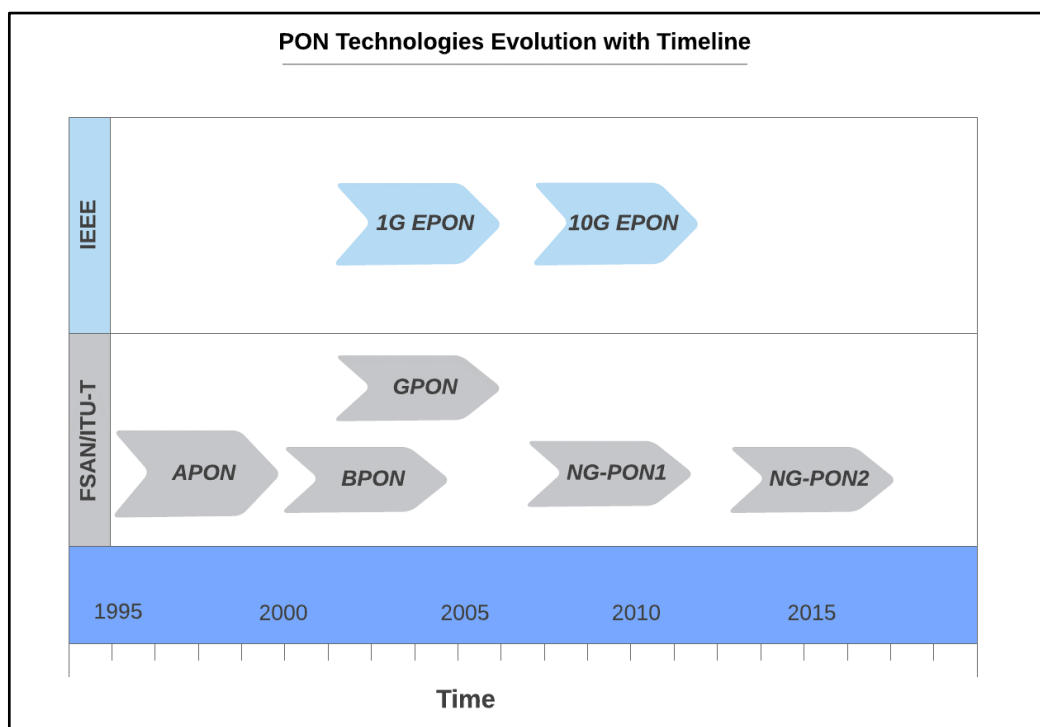 PON Technologies Evolution with Timeline
IEEE
1G EPON
10G EPON
FSAN/ITU-T
GPON
APON
BPON
NG-PON1
NG-PON2
1995
2000
2005
2010
2015
Time